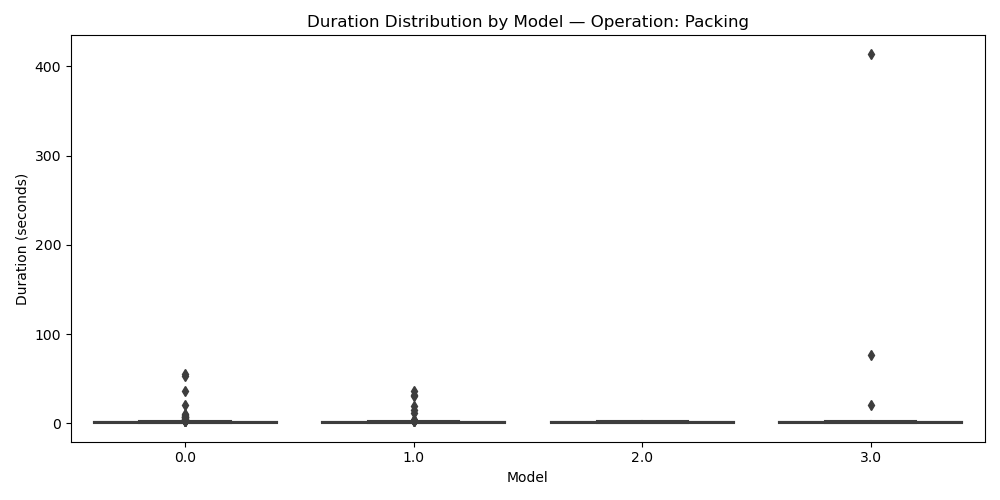 Duration Distribution by Model — Operation: Packing
400
300
200
100
0
Duration (seconds)
0.0 1.0 2.0 3.0
Model